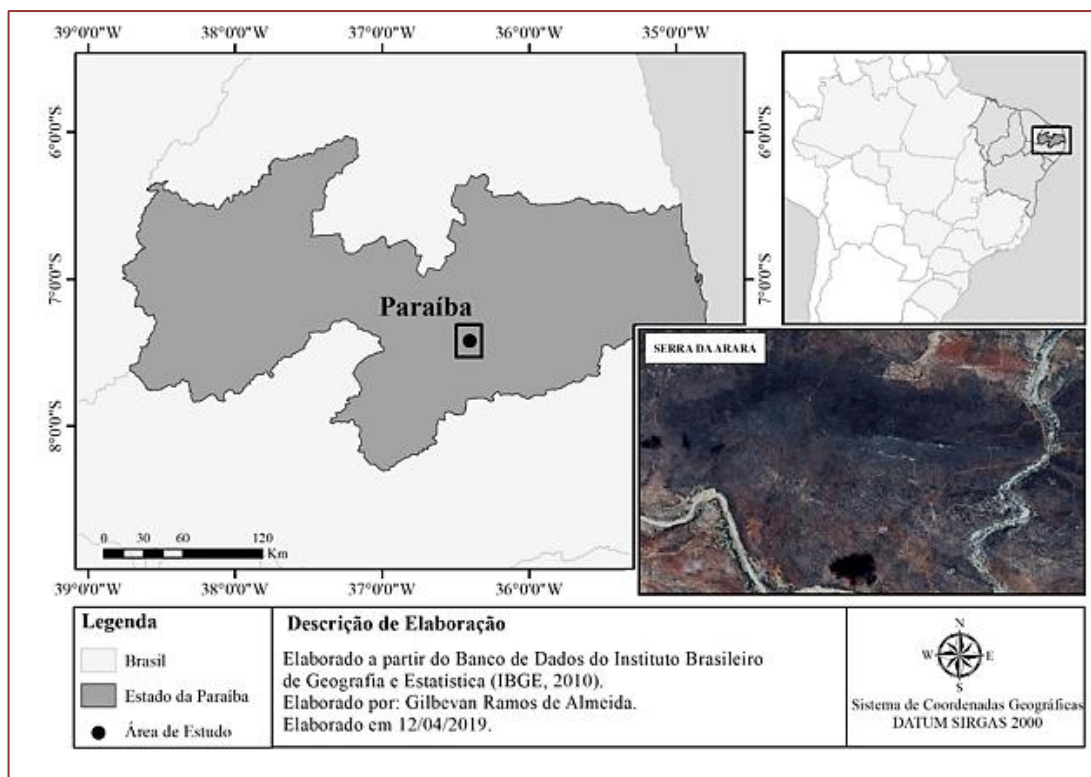 39°0'0"W 38°0'0"W 37°0'0"W 36°0'0"W 35°0'0"W
6°0'0"S
7°0'0"S
8°0'0"S
6°0'0"S
7°0'0"S
Paraíba
SERRA DA ARARA
0 30 60 120
Km
39°0'0"W 38°0'0"W 37°0'0"W 36°0'0"W 35°0'0"W
Legenda
Brasil
Estado da Paraíba
Área de Estudo
Descrição de Elaboração
Elaborado a partir do Banco de Dados do Instituto Brasileiro
de Geografia e Estatística (IBGE, 2010).
Elaborado por: Gilbevan Ramos de Almeida.
Elaborado em 12/04/2019.
N
W E
S
Sistema de Coordenadas Geográficas
DATUM SIRGAS 2000